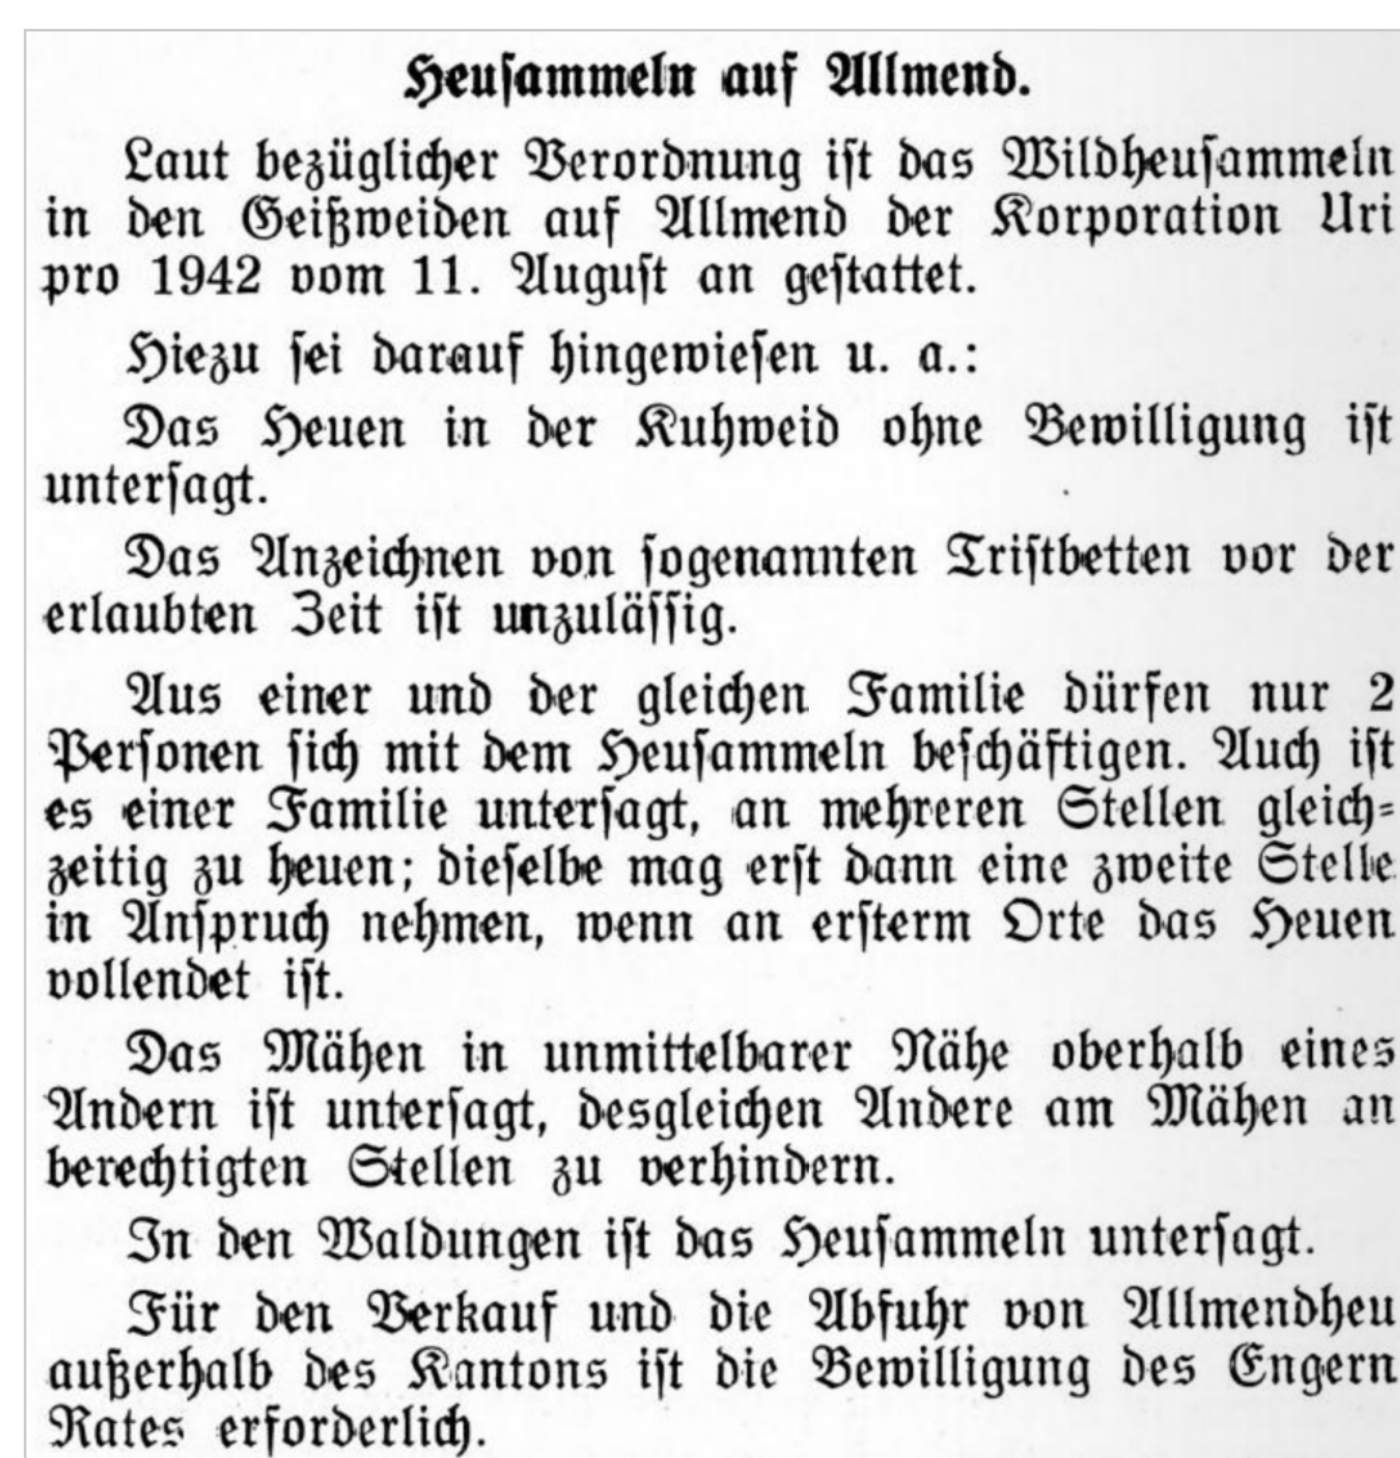 Heusammeln auf Allmend.
Laut bezüglicher Verordnung ist das Wildheusammeln
in den Geißweiden auf Allmend der Korporation Uri
pro 1942 vom 11. August an gestattet.
Hiezu sei darauf hingewiesen u. a.:
Das Heuen in der Kuhweid ohne Bewilligung ist
untersagt.
Das Anzeichnen von sogenannten Tristbetten vor der
erlaubten Zeit ist unzulässig.
Aus einer und der gleichen Familie dürfen nur 2
Personen sich mit dem Heusammeln beschäftigen. Auch ist
es einer Familie untersagt, an mehreren Stellen gleich-
zeitig zu heuen; dieselbe mag erst dann eine zweite Stelle
in Anspruch nehmen, wenn an ersterm Orte das Heuen
vollendet ist.
Das Mähen in unmittelbarer Nähe oberhalb eines
Andern ist untersagt, desgleichen Andere am Mähen an
berechtigten Stellen zu verhindern.
In den Waldungen ist das Heusammeln untersagt.
Für den Verkauf und die Abfuhr von Allmendheu
außerhalb des Kantons ist die Bewilligung des Engern
Rates erforderlich.